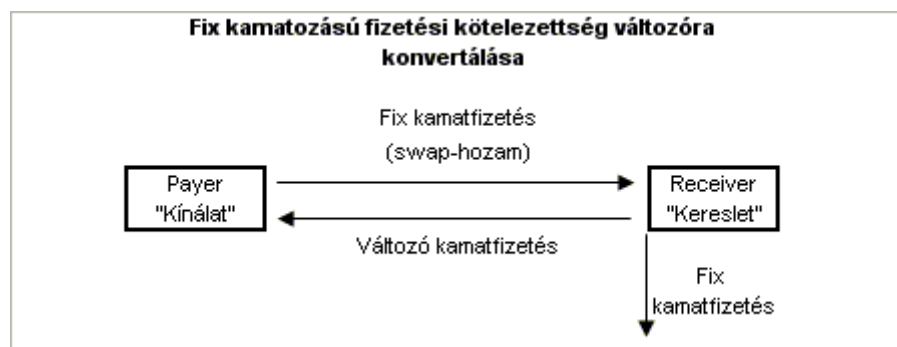 Fix kamatozású fizetési kötelezettség változóra
konvertálása
Fix kamatfizetés
(swap-hozam)
Payer
"Kínálat"
Receiver
"Kereslet"
Változó kamatfizetés
Fix
kamatfizetés